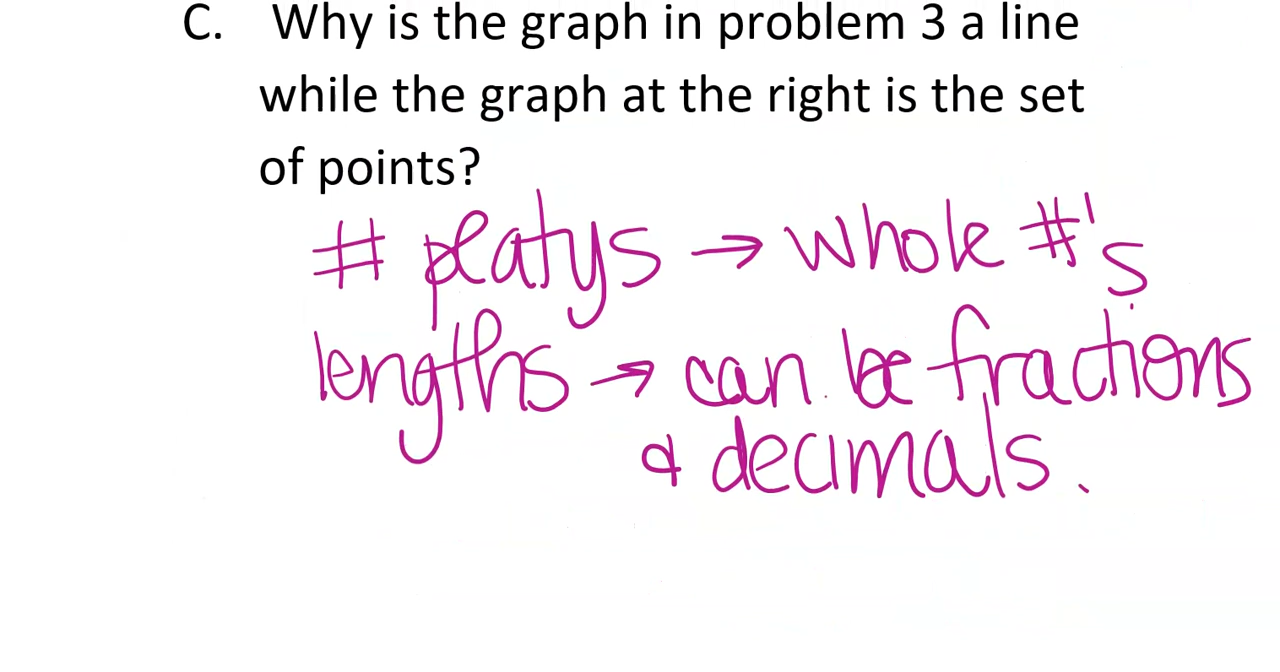 C. Why is the graph in problem 3 a line
while the graph at the right is the set
of points?
# platys → whole #'s
lengths → can be fractions
& decimals.